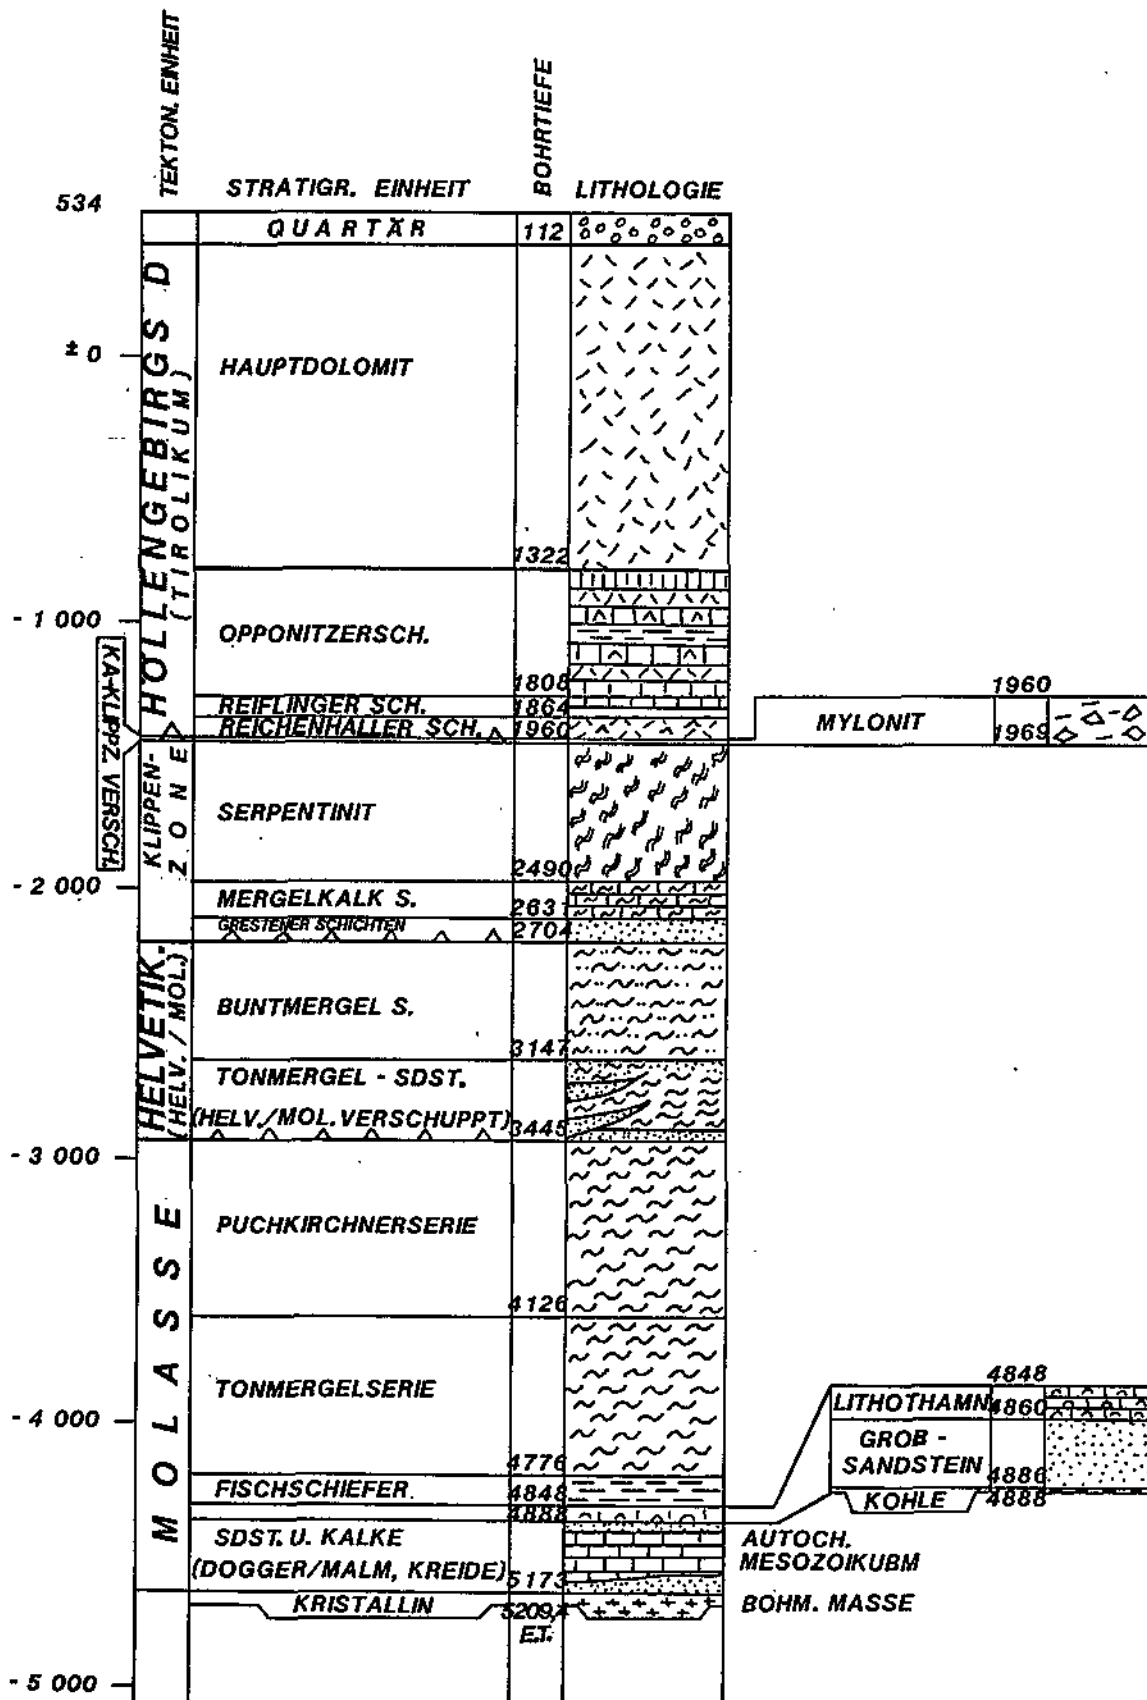 TEKTON. EINHEIT
STRATIGR. EINHEIT
BOHRTIEFE
LITHOLOGIE
534
± 0
- 1 000
- 2 000
- 3 000
- 4 000
- 5 000
HÖLLENGEBIRGS D
(TIROLIKUM)
KA-KLIPPZ. VERSCH.
KLIPPEN-
ZONE
HELVETIK.
(HELV. / MOL.)
MOLASSE
QUARTÄR 112
HAUPTDOLOMIT
1322
OPPONITZERSCH.
1808
REIFLINGER SCH. 1864
REICHENHALLER SCH. 1960
SERPENTINIT
2490
MERGELKALK S.
2631
GRESTENER SCHICHTEN 2704
BUNTMERGEL S.
3147
TONMERGEL - SDST.
(HELV./MOL.VERSCHUPPT) 3445
PUCHKIRCHNERSERIE
4126
TONMERGELSERIE
4776
FISCHSCHIEFER 4848
4888
SDST. U. KALKE
(DOGGER/MALM, KREIDE) 5173
KRISTALLIN 5209,4
E.T.
1960
MYLONIT
1969
4848
LITHOTHAMN 4860
GROB -
SANDSTEIN 4886
KOHLE 4888
AUTOCH.
MESOZOIKUBM
BÖHM. MASSE